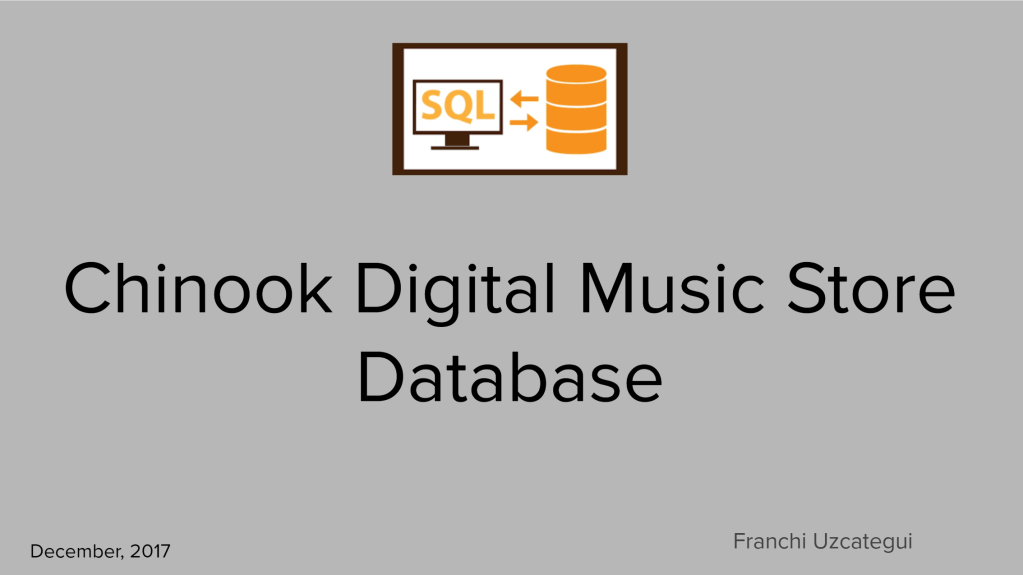 SQL
Chinook Digital Music Store
Database
December, 2017
Franchi Uzcategui